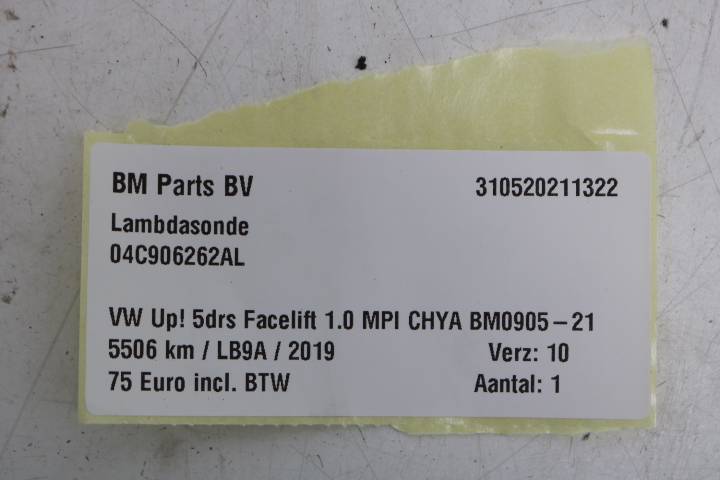 BM Parts BV 310520211322
Lambdasonde
04C906262AL
VW Up! 5drs Facelift 1.0 MPI CHYA BM0905-21
5506 km / LB9A / 2019 Verz: 10
75 Euro incl. BTW Aantal: 1